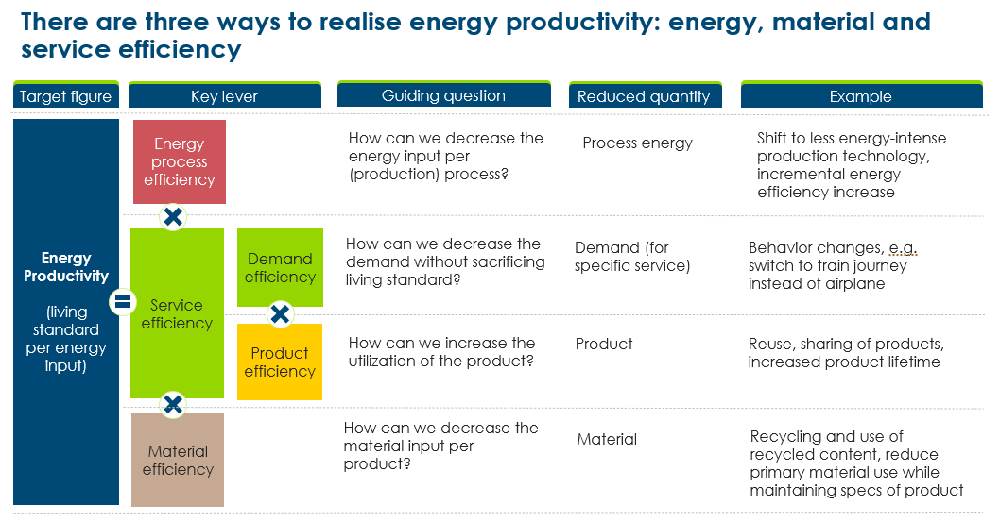 There are three ways to realise energy productivity: energy, material and
service efficiency
Target figure
Key lever
Guiding question
Reduced quantity
Example
Energy
Productivity
(living
standard
per energy
input)
Energy
process
efficiency
How can we decrease the
energy input per
(production) process?
Process energy
Shift to less energy-intense
production technology,
incremental energy
efficiency increase
Service
efficiency
Demand
efficiency
How can we decrease the
demand without sacrificing
living standard?
Demand (for
specific service)
Behavior changes, e.g.
switch to train journey
instead of airplane
Product
efficiency
How can we increase the
utilization of the product?
Product
Reuse, sharing of products,
increased product lifetime
Material
efficiency
How can we decrease the
material input per
product?
Material
Recycling and use of
recycled content, reduce
primary material use while
maintaining specs of product